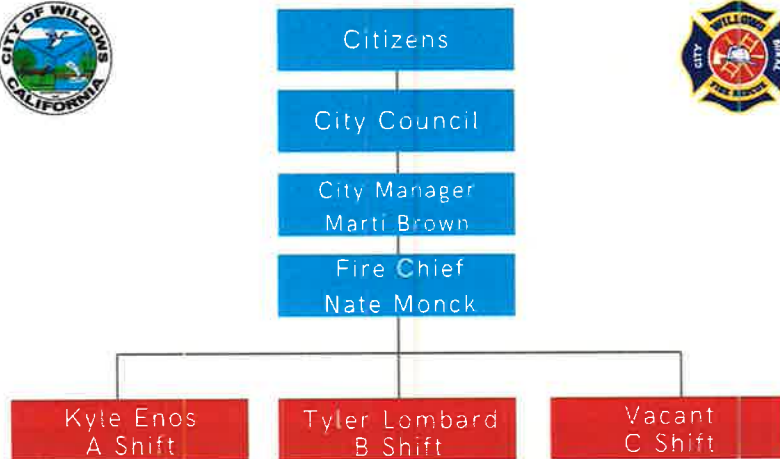 CITY OF WILLOWS
CALIFORNIA
WILLOWS
CITY
RURAL
FIRE RESCUE
Citizens
City Council
City Manager
Marti Brown
Fire Chief
Nate Monck
Kyle Enos
A Shift
Tyler Lombard
B Shift
Vacant
C Shift